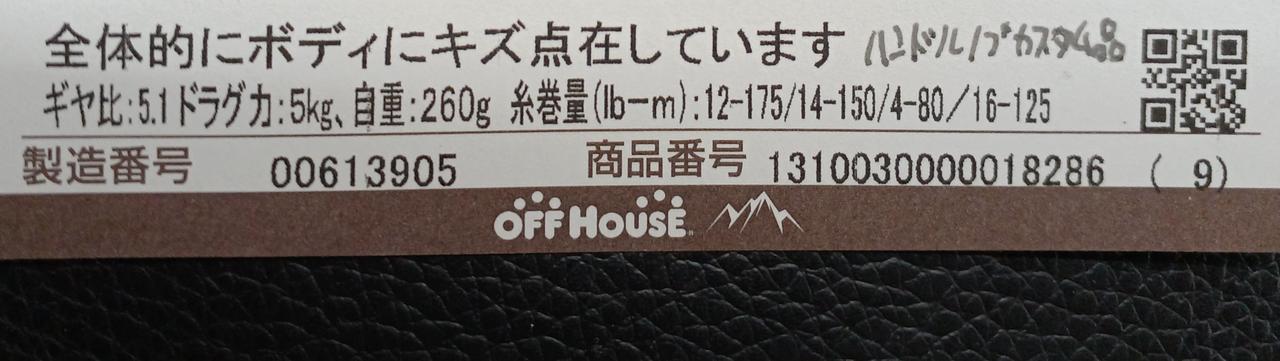 全体的にボディにキズ点在しています ハンドルノブカスタム品
ギヤ比:5.1ドラグ力:5kg、自重:260g 糸巻量(lb-m):12-175/14-150/4-80/16-125
製造番号 00613905 商品番号 1310030000018286 ( 9)
OFF HOUSE